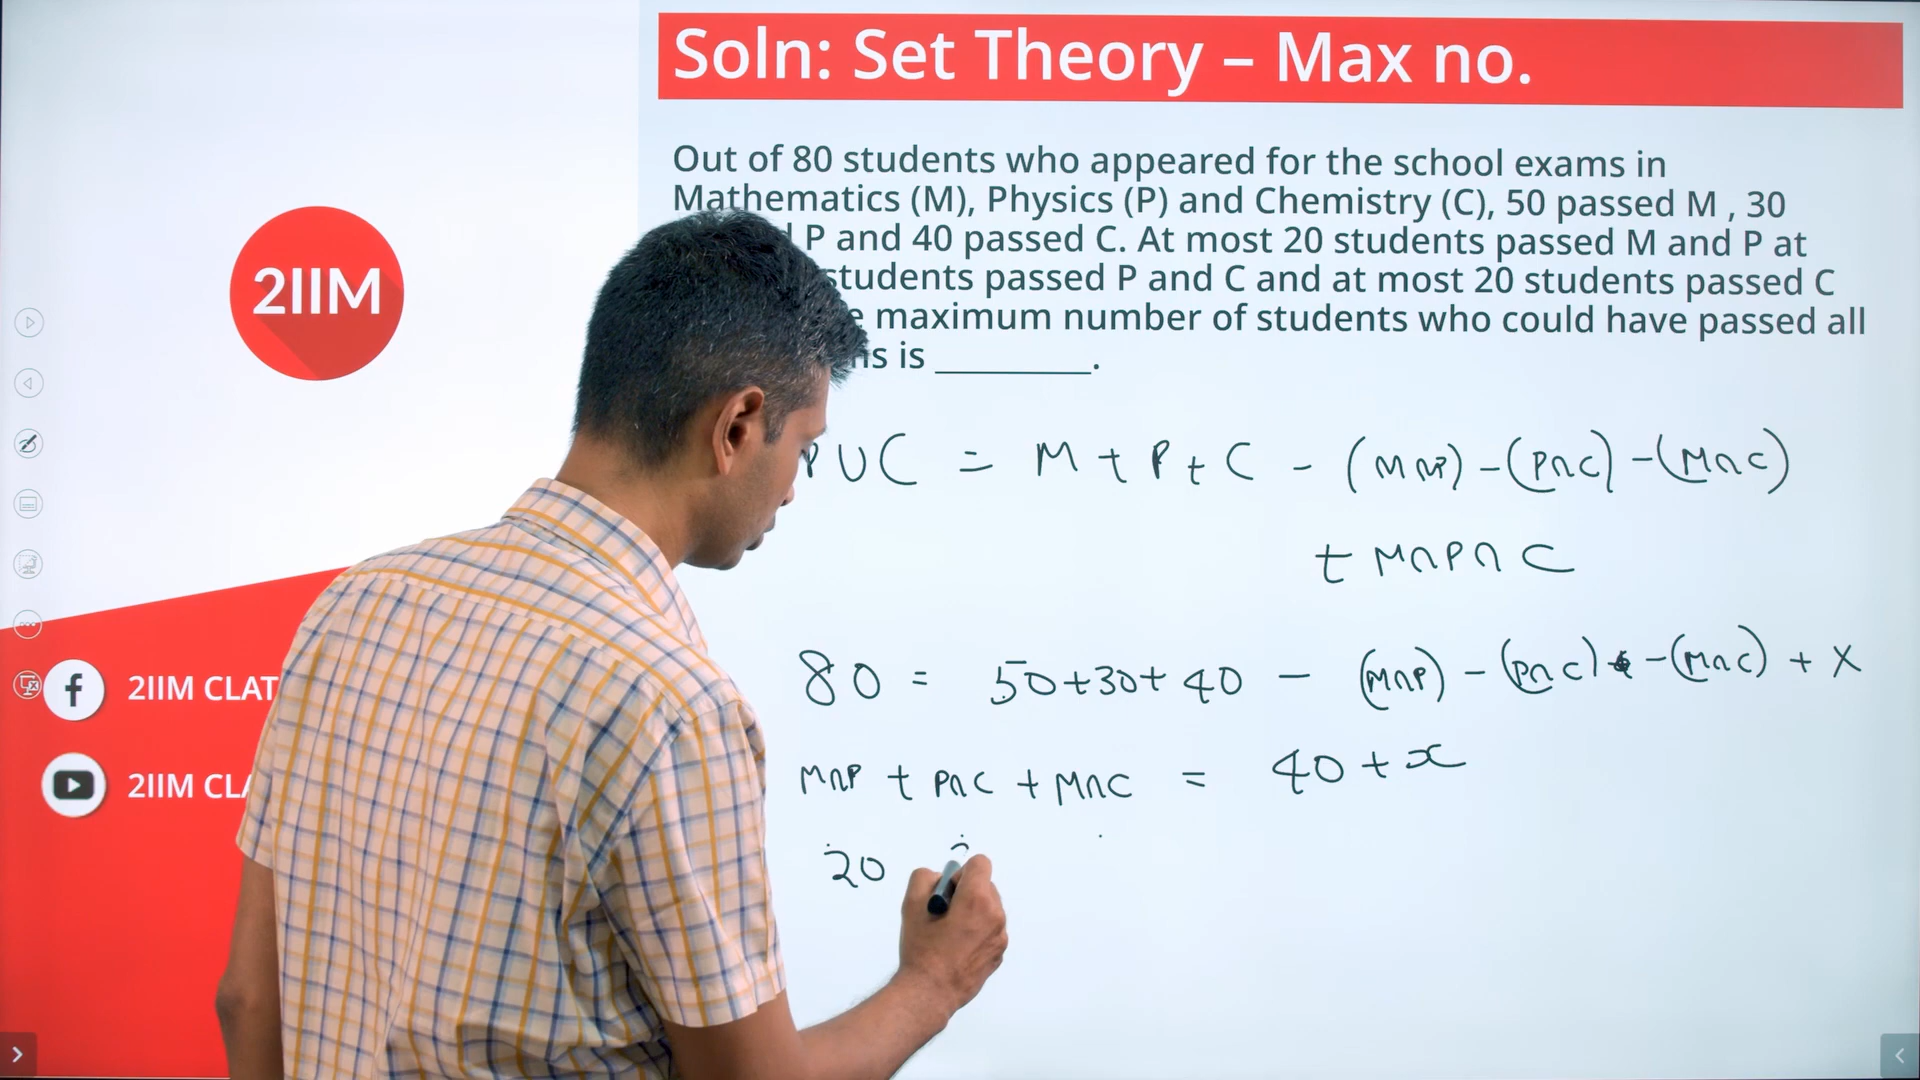 Soln: Set Theory – Max no.
Out of 80 students who appeared for the school exams in
Mathematics (M), Physics (P) and Chemistry (C), 50 passed M , 30
P and 40 passed C. At most 20 students passed M and P at
students passed P and C and at most 20 students passed C
maximum number of students who could have passed all
is _________.
2IIM
P∪C = M + P + C - (M∩P) - (P∩C) - (M∩C)
+ M∩P∩C
80 = 50+30+40 - (M∩P) - (P∩C) - (M∩C) + x
M∩P + P∩C + M∩C = 40 + x
20
f 2IIM CLAT
2IIM